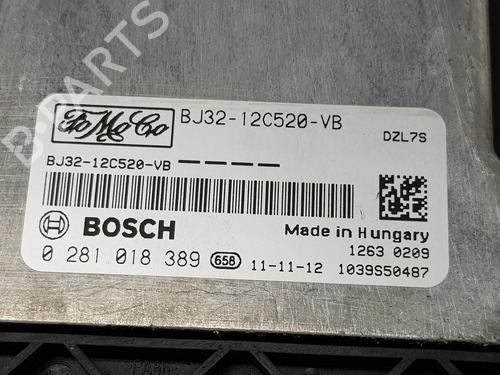 B-PARTS
FoMoCo
BJ32-12C520-VB
DZL7S
BJ32-12C520-VB — — — —
BOSCH
Made in Hungary
1263 0209
0 281 018 389 658 11-11-12 1039S50487